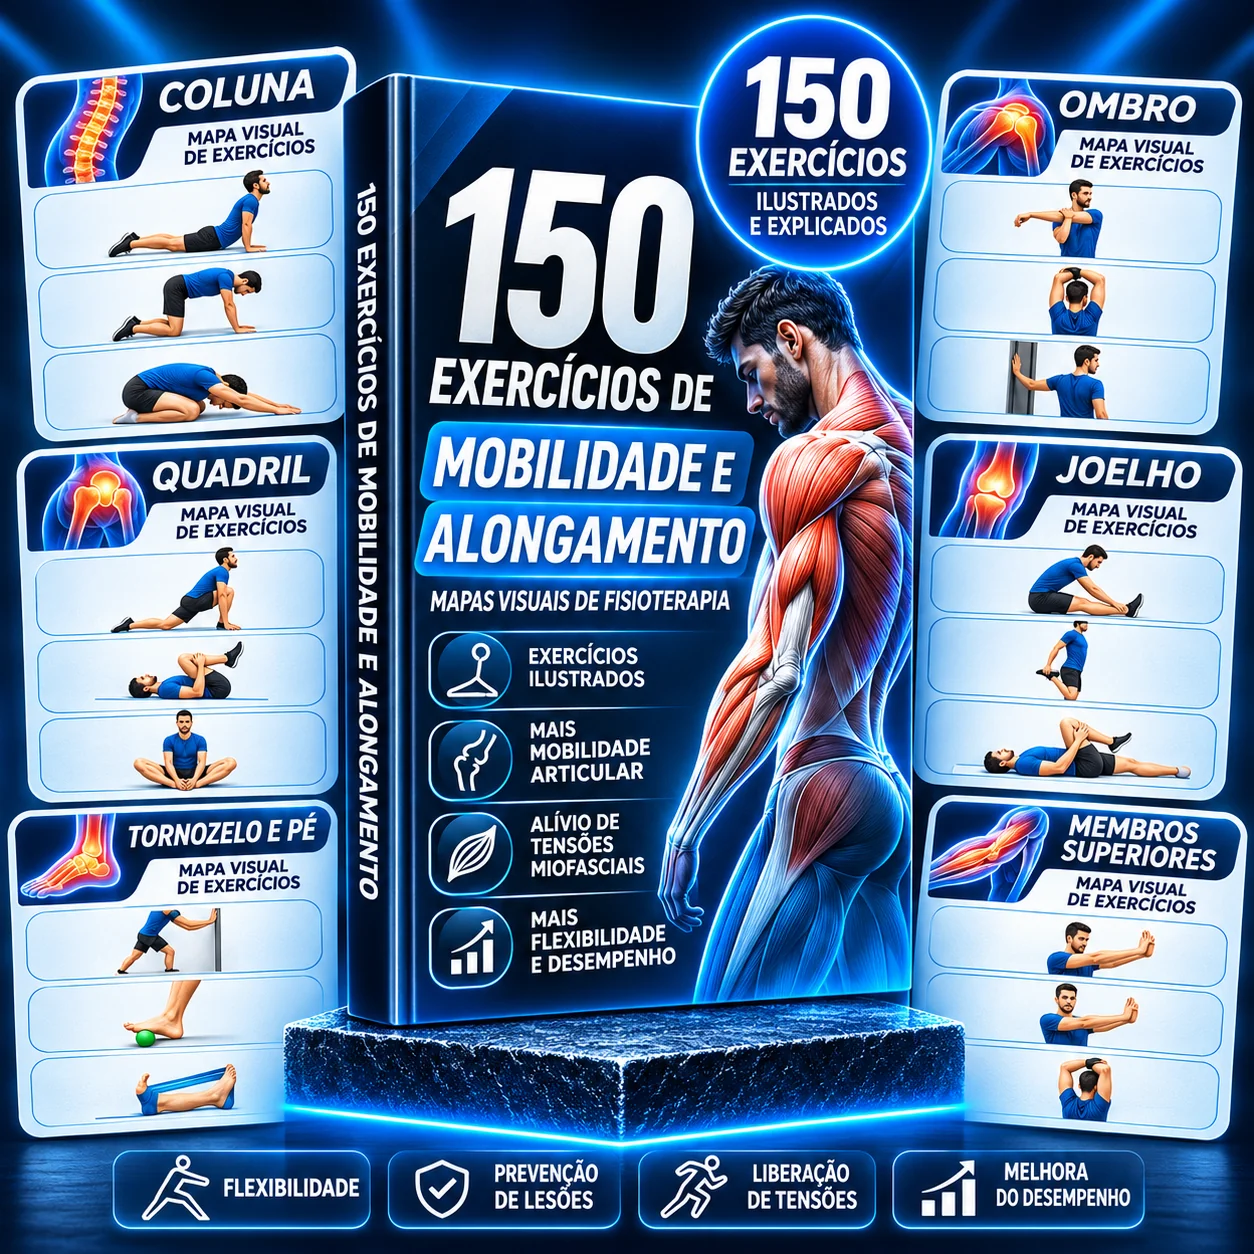 COLUNA
MAPA VISUAL
DE EXERCÍCIOS
QUADRIL
MAPA VISUAL
DE EXERCÍCIOS
TORNOZELO E PÉ
MAPA VISUAL
DE EXERCÍCIOS
150 EXERCÍCIOS DE MOBILIDADE E ALONGAMENTO
150
EXERCÍCIOS DE
MOBILIDADE E
ALONGAMENTO
MAPAS VISUAIS DE FISIOTERAPIA
EXERCÍCIOS
ILUSTRADOS
MAIS
MOBILIDADE
ARTICULAR
ALÍVIO DE
TENSÕES
MIOFASCIAIS
MAIS
FLEXIBILIDADE
E DESEMPENHO
150
EXERCÍCIOS
ILUSTRADOS
E EXPLICADOS
OMBRO
MAPA VISUAL
DE EXERCÍCIOS
JOELHO
MAPA VISUAL
DE EXERCÍCIOS
MEMBROS
SUPERIORES
MAPA VISUAL
DE EXERCÍCIOS
FLEXIBILIDADE
PREVENÇÃO
DE LESÕES
LIBERAÇÃO
DE TENSÕES
MELHORA
DO DESEMPENHO